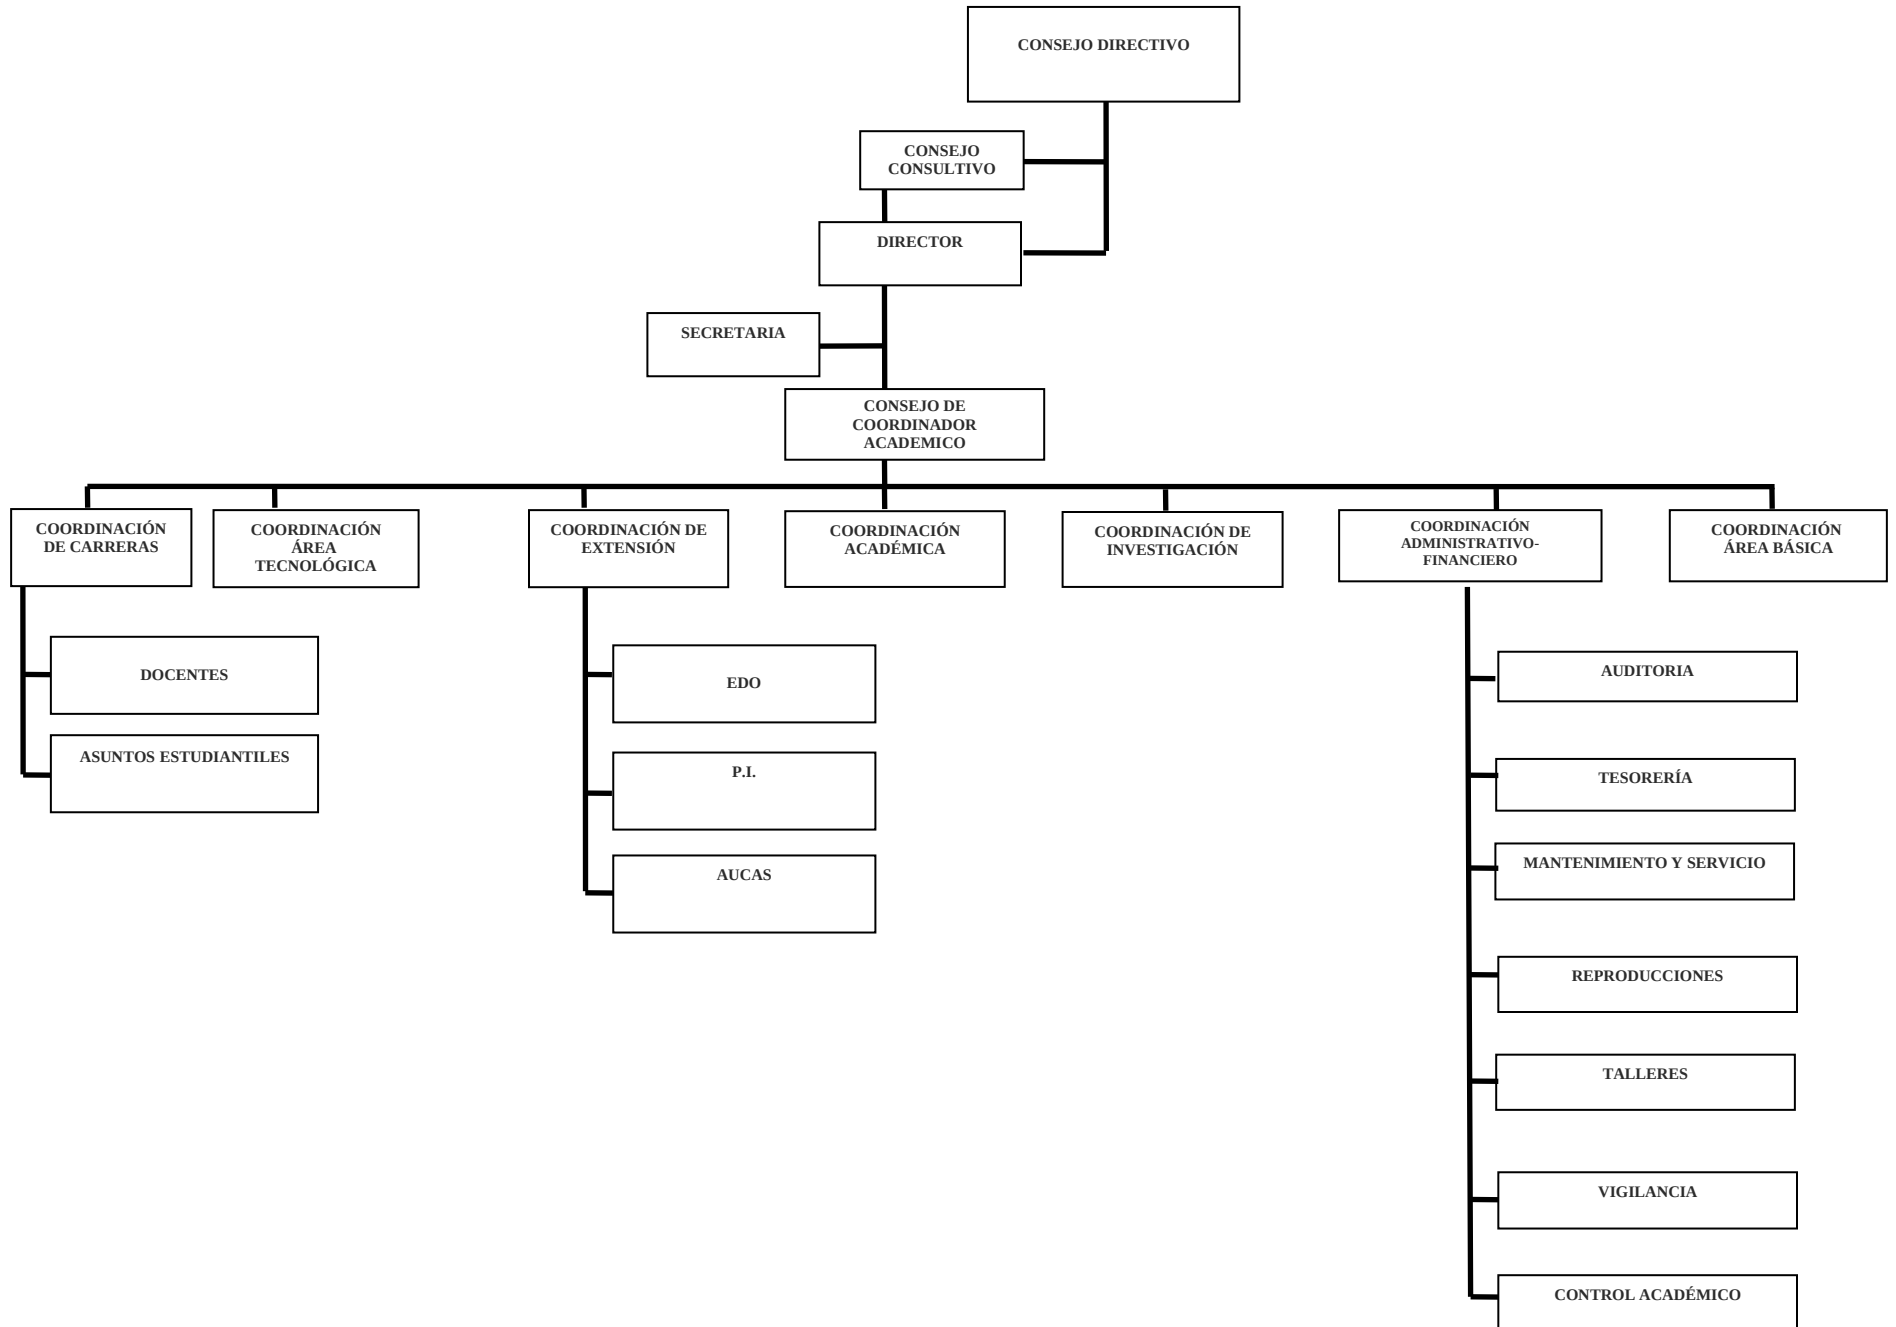 CONSEJO DIRECTIVO
CONSEJO
CONSULTIVO
DIRECTOR
SECRETARIA
CONSEJO DE
COORDINADOR
ACADEMICO
COORDINACIÓN
DE CARRERAS
COORDINACIÓN
ÁREA
TECNOLÓGICA
COORDINACIÓN DE
EXTENSIÓN
COORDINACIÓN
ACADÉMICA
COORDINACIÓN DE
INVESTIGACIÓN
COORDINACIÓN
ADMINISTRATIVO-
FINANCIERO
COORDINACIÓN
ÁREA BÁSICA
DOCENTES
ASUNTOS ESTUDIANTILES
EDO
P.I.
AUCAS
AUDITORIA
TESORERÍA
MANTENIMIENTO Y SERVICIO
REPRODUCCIONES
TALLERES
VIGILANCIA
CONTROL ACADÉMICO